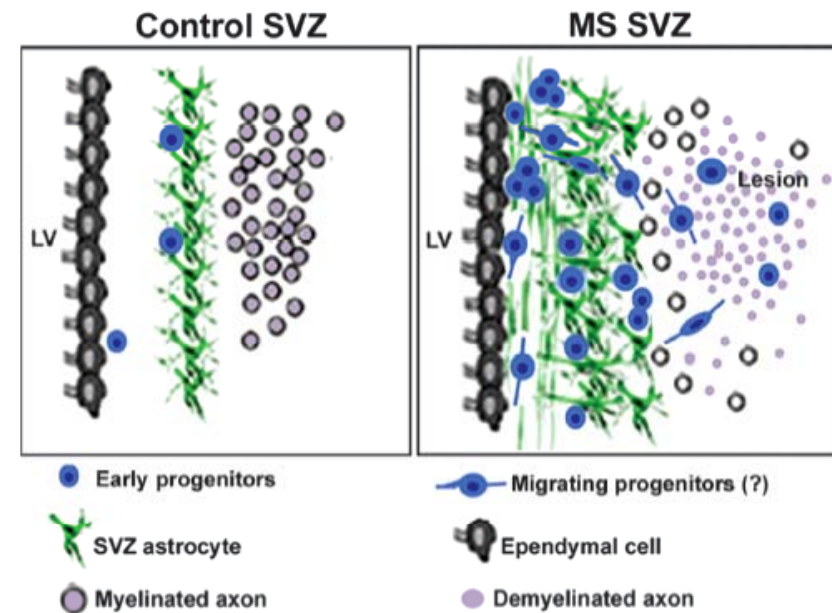 Control SVZ
MS SVZ
LV
LV
Lesion
Early progenitors
Migrating progenitors (?)
SVZ astrocyte
Ependymal cell
Myelinated axon
Demyelinated axon